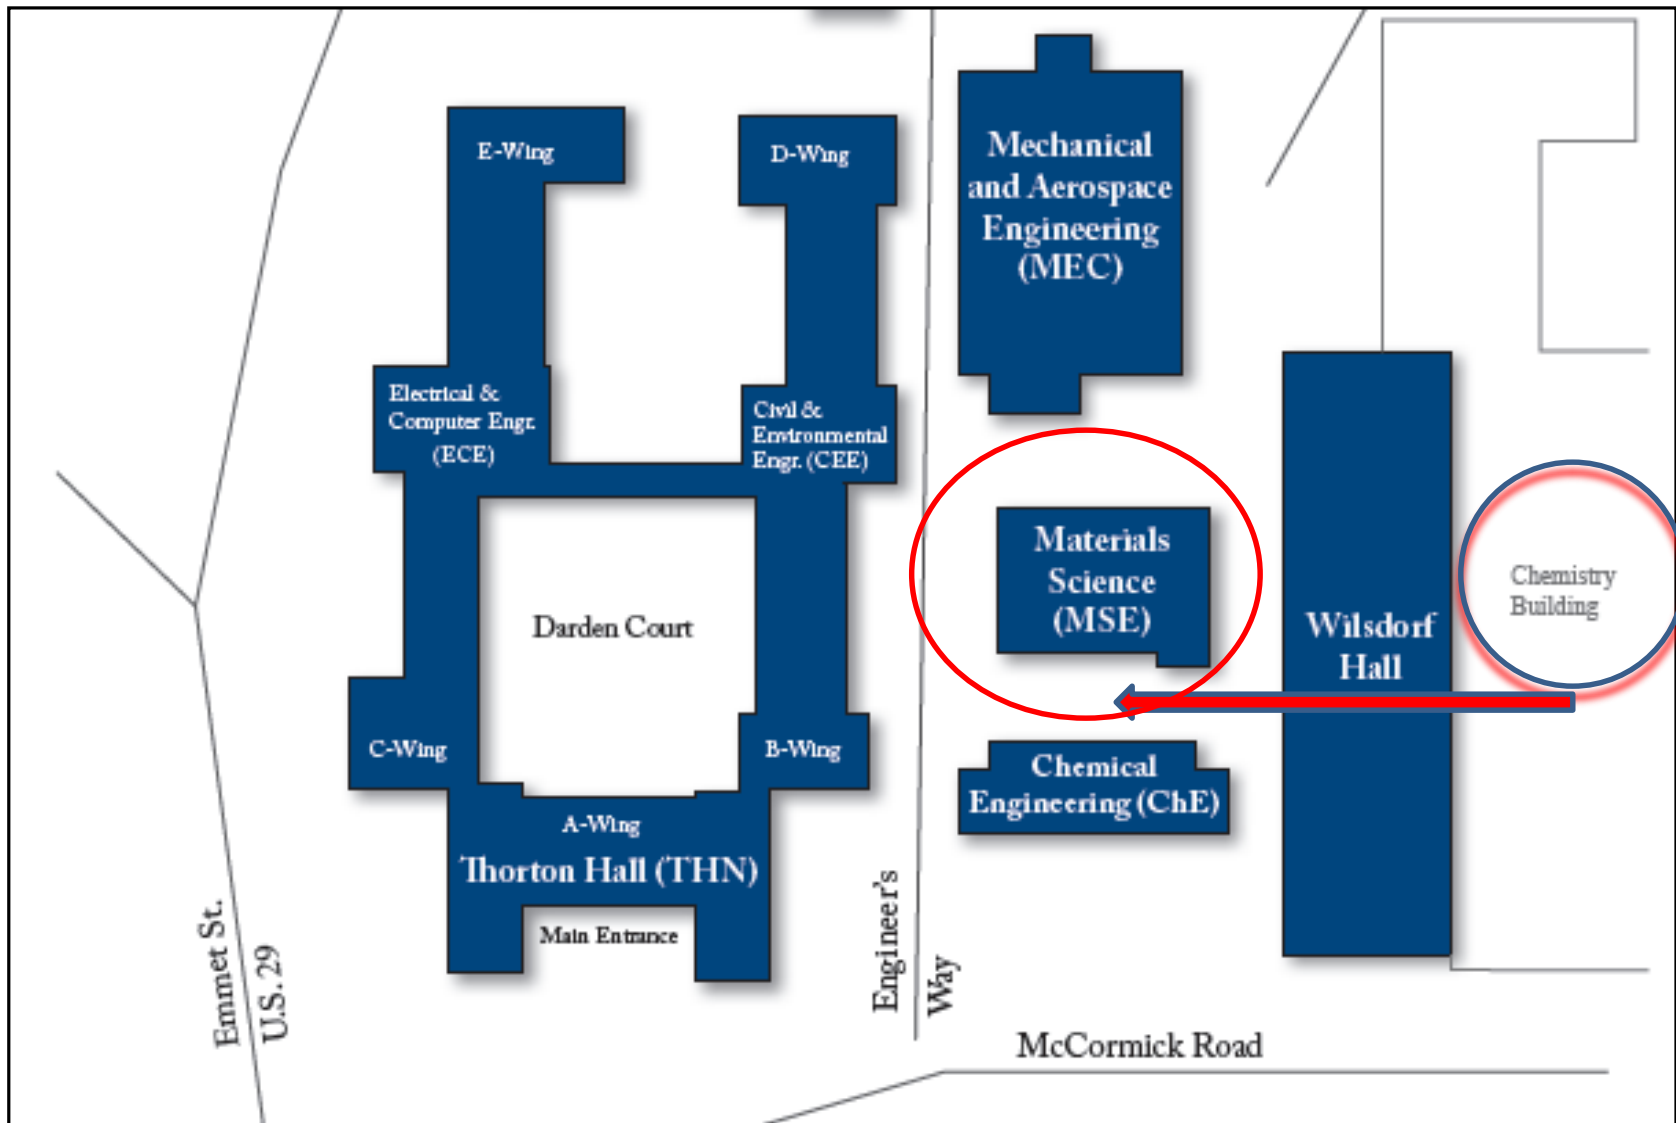 E-Wing
D-Wing
Mechanical
and Aerospace
Engineering
(MEC)
Electrical &
Computer Engr.
(ECE)
Civil &
Environmental
Engr. (CEE)
Materials
Science
(MSE)
Chemistry
Building
Wilsdorf
Hall
Darden Court
C-Wing
B-Wing
Chemical
Engineering (ChE)
A-Wing
Thorton Hall (THN)
Main Entrance
Emmet St.
U.S. 29
Engineer's
Way
McCormick Road